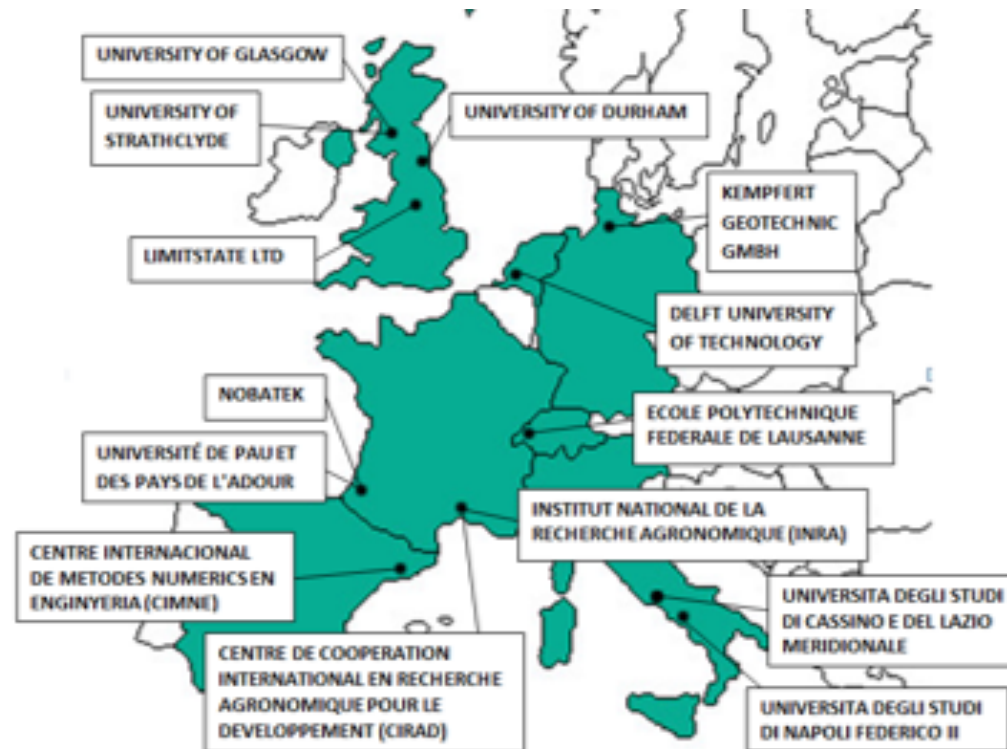 UNIVERSITY OF GLASGOW
UNIVERSITY OF
STRATHCLYDE
UNIVERSITY OF DURHAM
KEMPFERT
GEOTECHNIC
GMBH
LIMITSTATE LTD
DELFT UNIVERSITY
OF TECHNOLOGY
NOBATEK
ECOLE POLYTECHNIQUE
FEDERALE DE LAUSANNE
UNIVERSITÉ DE PAU ET
DES PAYS DE L'ADOUR
INSTITUT NATIONAL DE LA
RECHERCHE AGRONOMIQUE (INRA)
CENTRE INTERNACIONAL
DE METODES NUMERICS EN
ENGINYERIA (CIMNE)
UNIVERSITA DEGLI STUDI
DI CASSINO E DEL LAZIO
MERIDIONALE
CENTRE DE COOPERATION
INTERNATIONAL EN RECHERCHE
AGRONOMIQUE POUR LE
DEVELOPPEMENT (CIRAD)
UNIVERSITA DEGLI STUDI
DI NAPOLI FEDERICO II